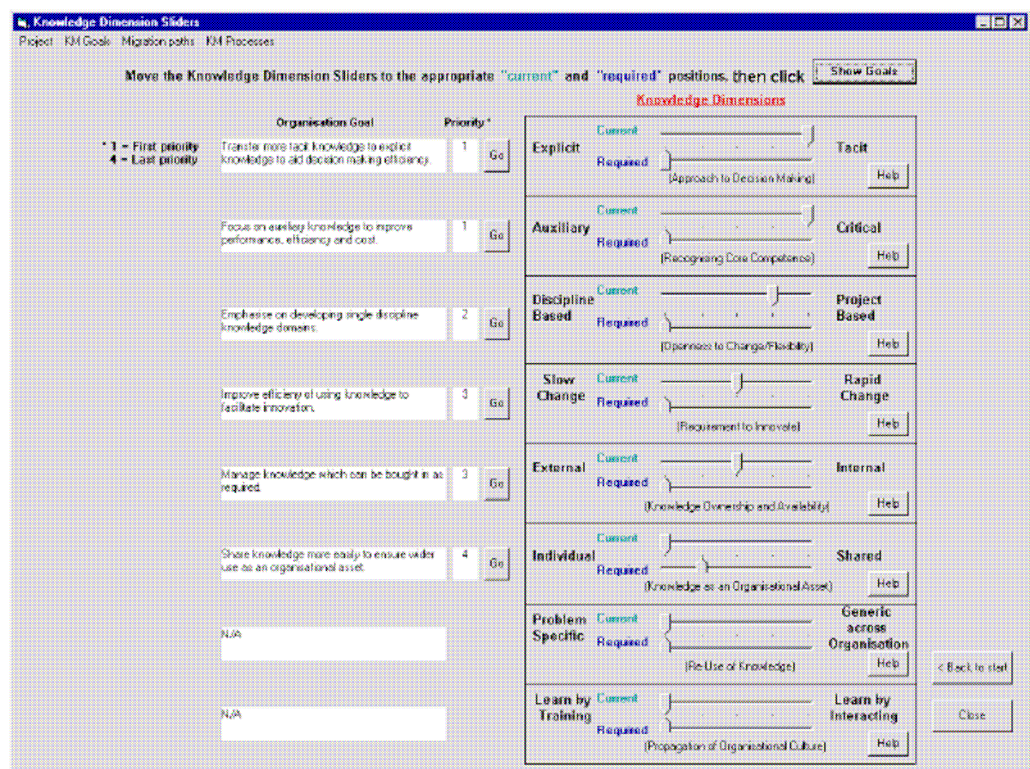 Knowledge Dimension Sliders
Project KM Goals Migration paths KM Processes
Move the Knowledge Dimension Sliders to the appropriate "current" and "required" positions, then click Show Goals
Knowledge Dimensions
Organisation Goal Priority *
* 1 = First priority
4 = Last priority
Transfer more tacit knowledge to explicit
knowledge to aid decision making efficiency.
1 Go
Explicit Current Tacit
Required
(Approach to Decision Making) Help
Focus on auxiliary knowledge to improve
performance, efficiency and cost.
1 Go
Auxiliary Current Critical
Required
(Recognising Core Competence) Help
Emphasise on developing single discipline
knowledge domains.
2 Go
Discipline Current Project
Based Required Based
(Openness to Change/Flexibility) Help
Improve efficieny of using knowledge to
facilitate innovation.
3 Go
Slow Current Rapid
Change Required Change
(Requirement to Innovate) Help
Manage knowledge which can be bought in as
required.
3 Go
External Current Internal
Required
(Knowledge Ownership and Availability) Help
Share knowledge more easily to ensure wider
use as an organisational asset.
4 Go
Individual Current Shared
Required
(Knowledge as an Organisational Asset) Help
N/A
Problem Current Generic
Specific Required across
Organisation
(Re-Use of Knowledge) Help
< Back to start
N/A
Learn by Current Learn by
Training Required Interacting
(Propagation of Organisational Culture) Help
Close